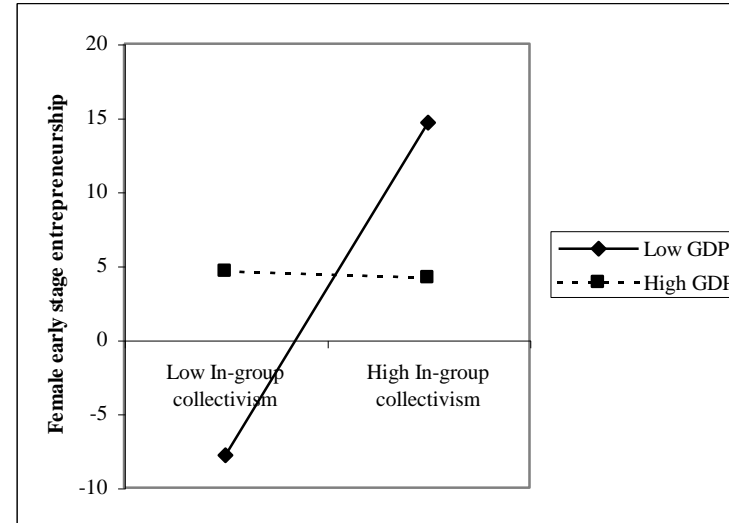 Female early stage entrepreneurship
20
15
10
5
0
-5
-10
Low In-group
collectivism
High In-group
collectivism
Low GDP
High GDP